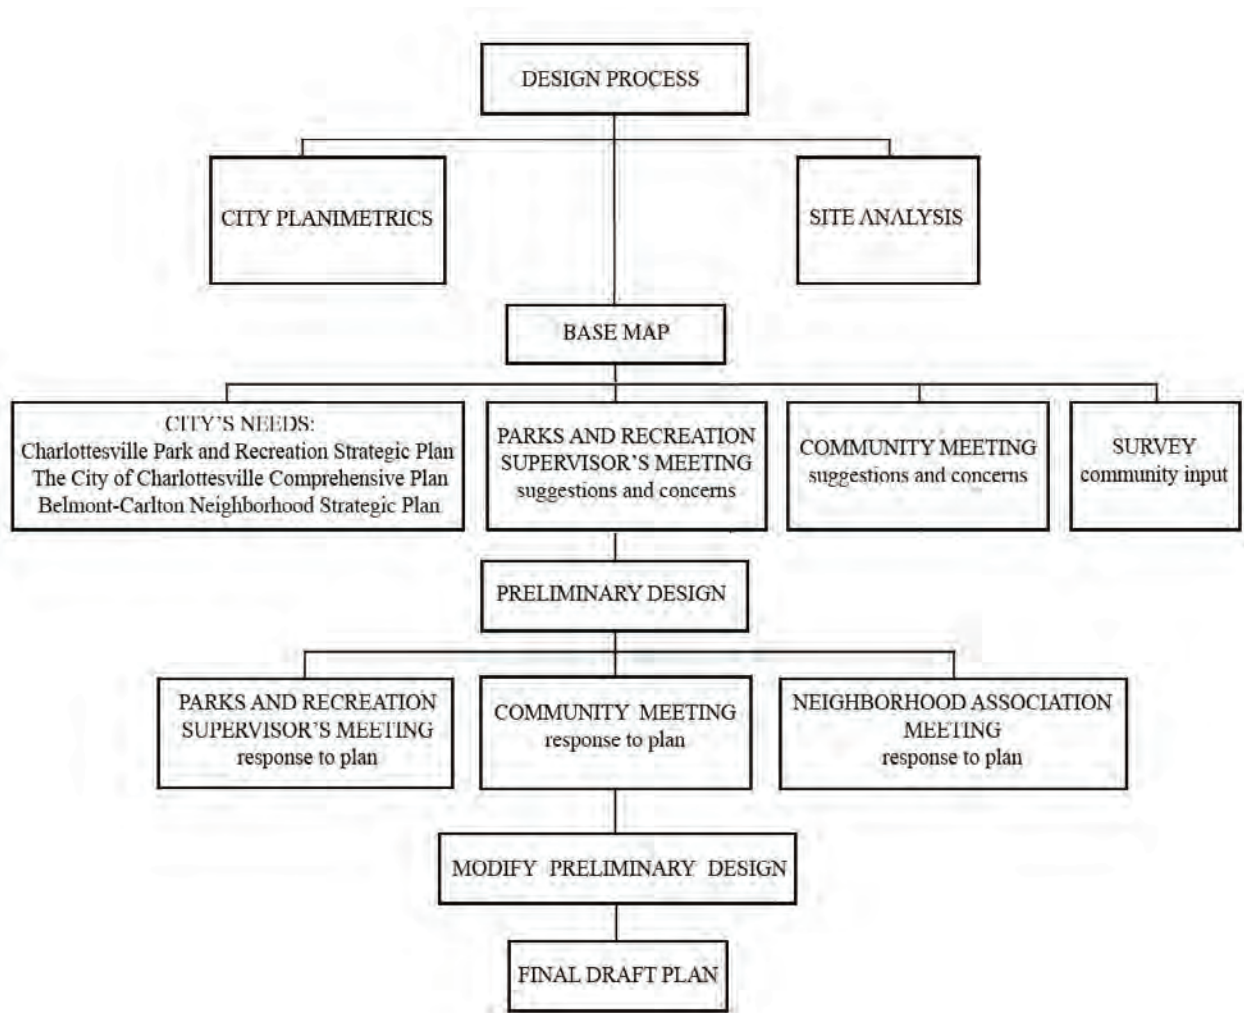 DESIGN PROCESS
CITY PLANIMETRICS
SITE ANALYSIS
BASE MAP
CITY'S NEEDS:
Charlottesville Park and Recreation Strategic Plan
The City of Charlottesville Comprehensive Plan
Belmont-Carlton Neighborhood Strategic Plan
PARKS AND RECREATION
SUPERVISOR'S MEETING
suggestions and concerns
COMMUNITY MEETING
suggestions and concerns
SURVEY
community input
PRELIMINARY DESIGN
PARKS AND RECREATION
SUPERVISOR'S MEETING
response to plan
COMMUNITY MEETING
response to plan
NEIGHBORHOOD ASSOCIATION
MEETING
response to plan
MODIFY PRELIMINARY DESIGN
FINAL DRAFT PLAN